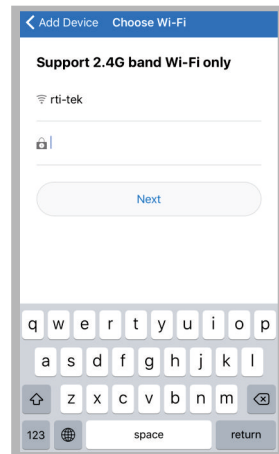 Add Device Choose Wi-Fi
Support 2.4G band Wi-Fi only
rti-tek
Next
q w e r t y u i o p
a s d f g h j k l
z x c v b n m
123 space return